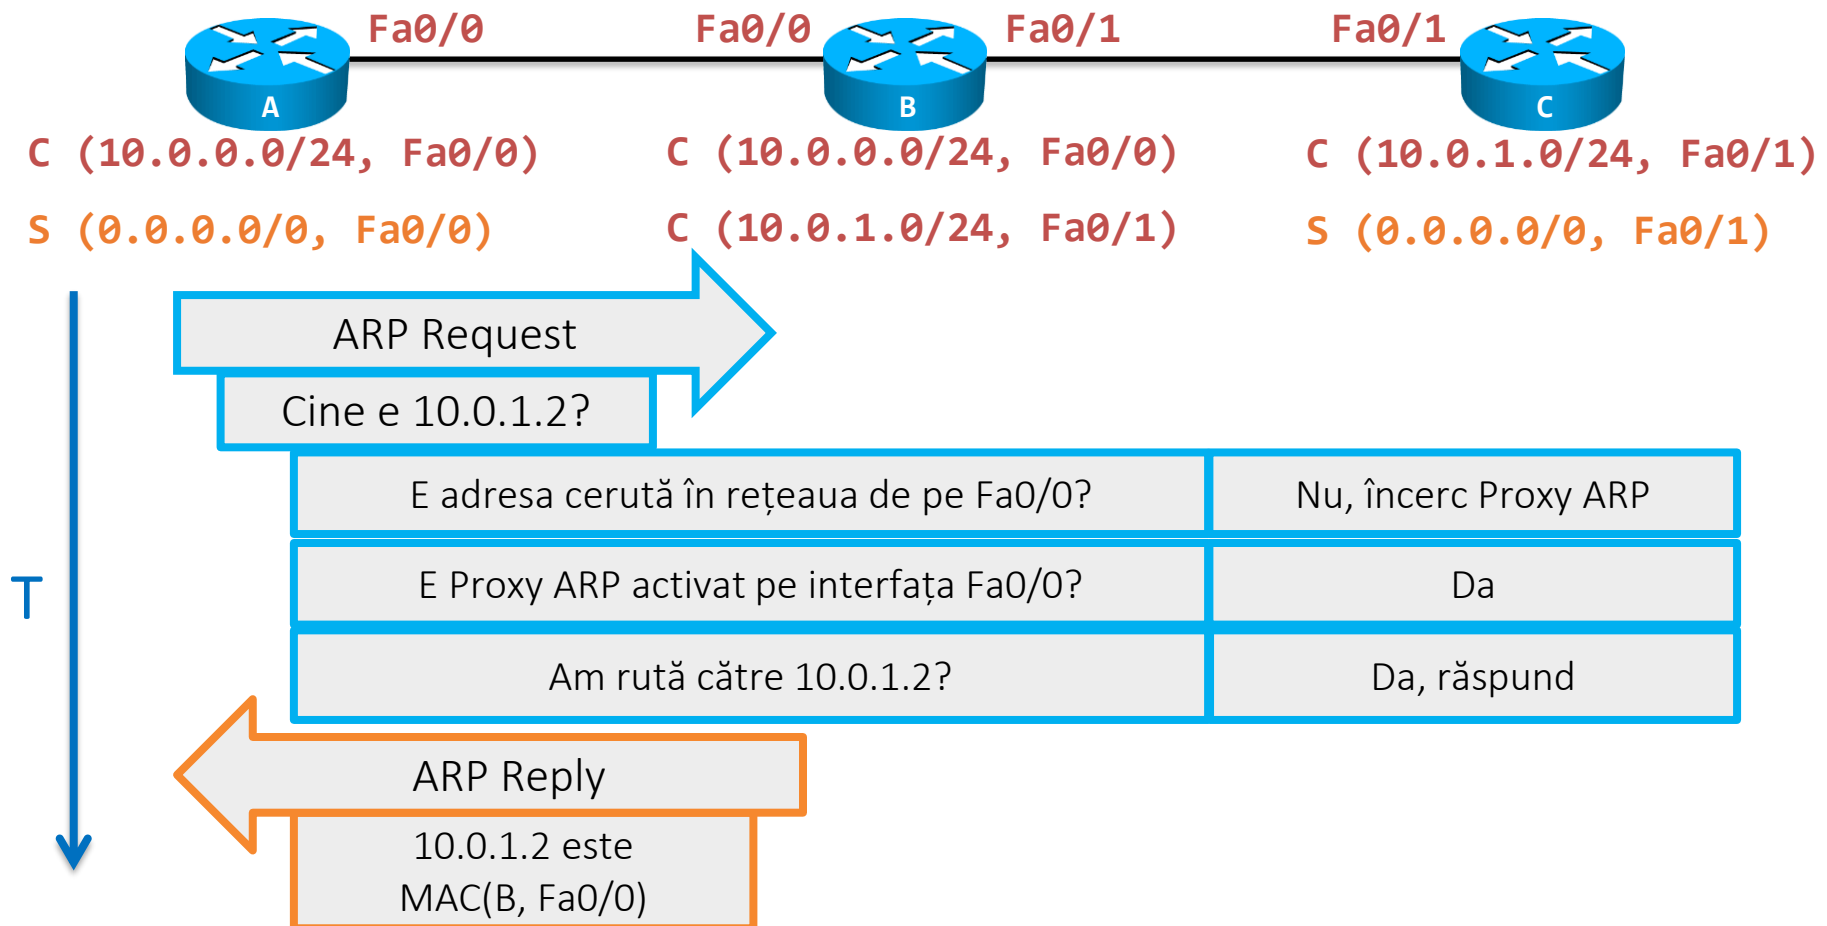 Fa0/0 Fa0/0 Fa0/1 Fa0/1
A B C
C (10.0.0.0/24, Fa0/0) C (10.0.0.0/24, Fa0/0) C (10.0.1.0/24, Fa0/1)
S (0.0.0.0/0, Fa0/0) C (10.0.1.0/24, Fa0/1) S (0.0.0.0/0, Fa0/1)
ARP Request
Cine e 10.0.1.2?
E adresa cerută în rețeaua de pe Fa0/0? Nu, încerc Proxy ARP
E Proxy ARP activat pe interfața Fa0/0? Da
T
Am rută către 10.0.1.2? Da, răspund
ARP Reply
10.0.1.2 este
MAC(B, Fa0/0)